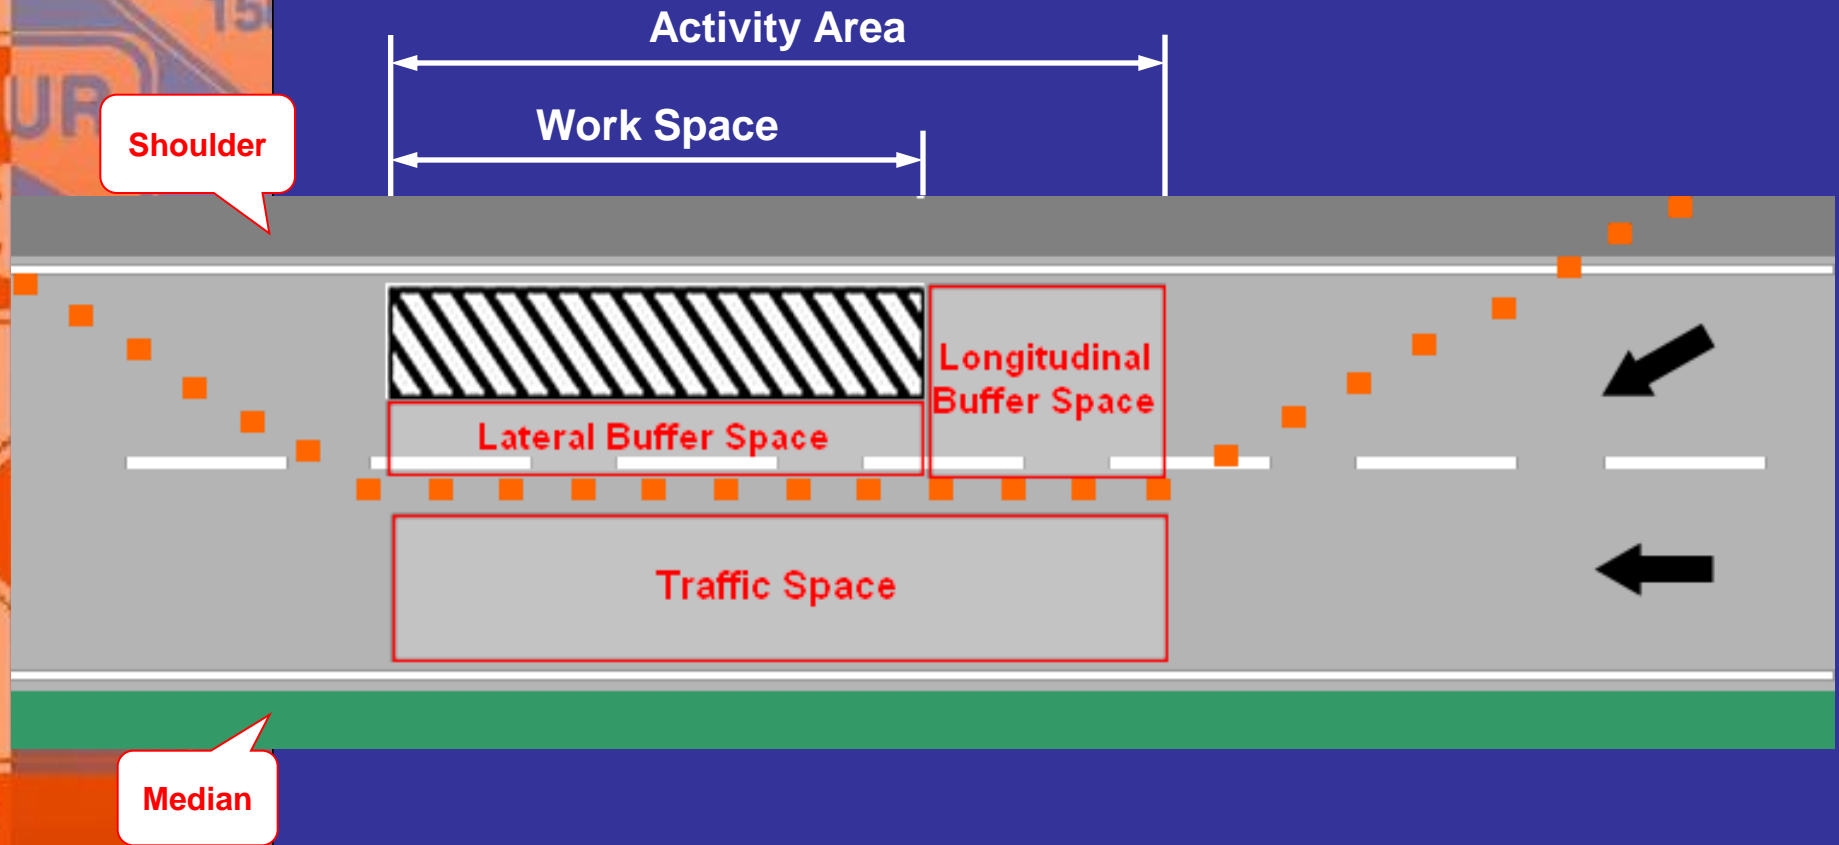 Activity Area
Work Space
Shoulder
Longitudinal
Buffer Space
Lateral Buffer Space
Traffic Space
Median